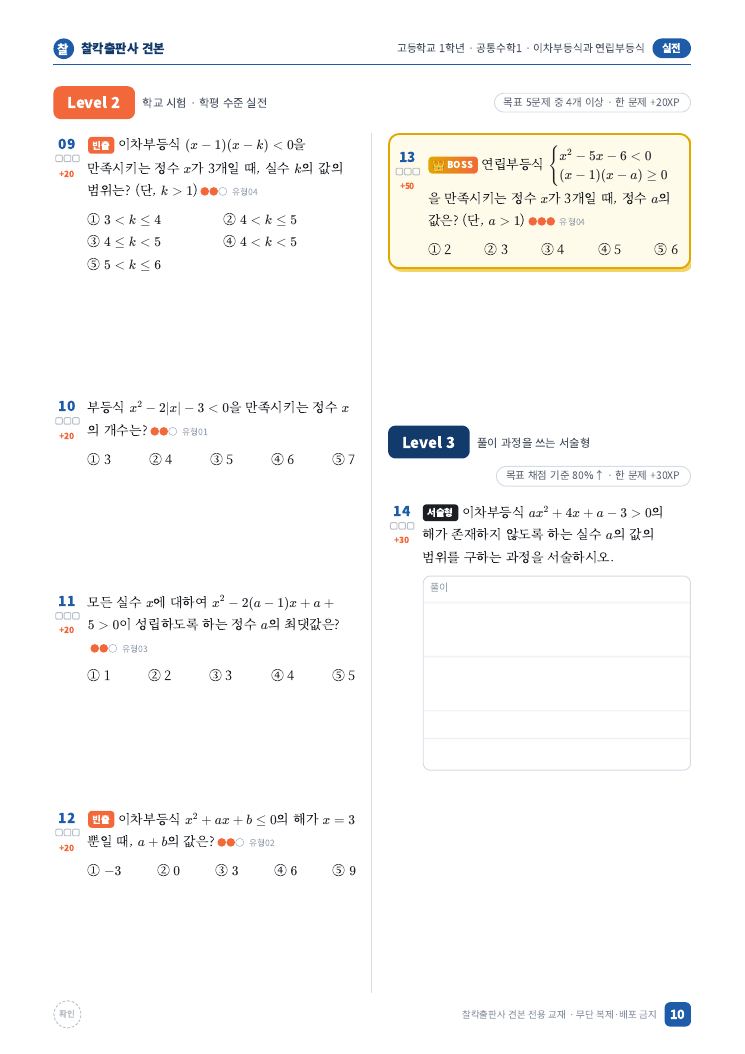 찰 찰칵출판사 견본
고등학교 1학년 · 공통수학1 · 이차부등식과 연립부등식 실전
Level 2 학교 시험 · 학평 수준 실전
목표 5문제 중 4개 이상 · 한 문제 +20XP
09 빈출 이차부등식 (x − 1)(x − k) < 0을
만족시키는 정수 x가 3개일 때, 실수 k의 값의
+20
범위는? (단, k > 1) 유형04
① 3 < k ≤ 4 ② 4 < k ≤ 5
③ 4 ≤ k < 5 ④ 4 < k < 5
⑤ 5 < k ≤ 6
10 부등식 x² − 2|x| − 3 < 0을 만족시키는 정수 x
의 개수는? 유형01
+20
① 3 ② 4 ③ 5 ④ 6 ⑤ 7
11 모든 실수 x에 대하여 x² − 2(a − 1)x + a +
5 > 0이 성립하도록 하는 정수 a의 최댓값은?
+20
유형03
① 1 ② 2 ③ 3 ④ 4 ⑤ 5
12 빈출 이차부등식 x² + ax + b ≤ 0의 해가 x = 3
뿐일 때, a + b의 값은? 유형02
+20
① −3 ② 0 ③ 3 ④ 6 ⑤ 9
13 BOSS 연립부등식 { x² − 5x − 6 < 0
(x − 1)(x − a) ≥ 0
+50
을 만족시키는 정수 x가 3개일 때, 정수 a의
값은? (단, a > 1) 유형04
① 2 ② 3 ③ 4 ④ 5 ⑤ 6
Level 3 풀이 과정을 쓰는 서술형
목표 채점 기준 80%↑ · 한 문제 +30XP
14 서술형 이차부등식 ax² + 4x + a − 3 > 0의
해가 존재하지 않도록 하는 실수 a의 값의
+30
범위를 구하는 과정을 서술하시오.
풀이
확인
찰칵출판사 견본 전용 교재 · 무단 복제·배포 금지 10